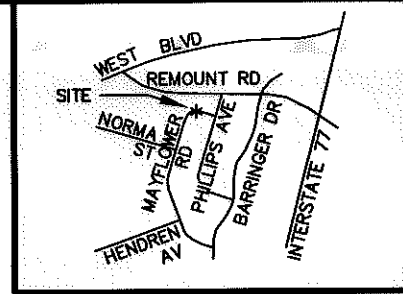 WEST BLVD
REMOUNT RD
SITE
NORMA ST
MAYFLOWER RD
PHILLIPS AVE
BARRINGER DR
INTERSTATE 77
HENDREN AV